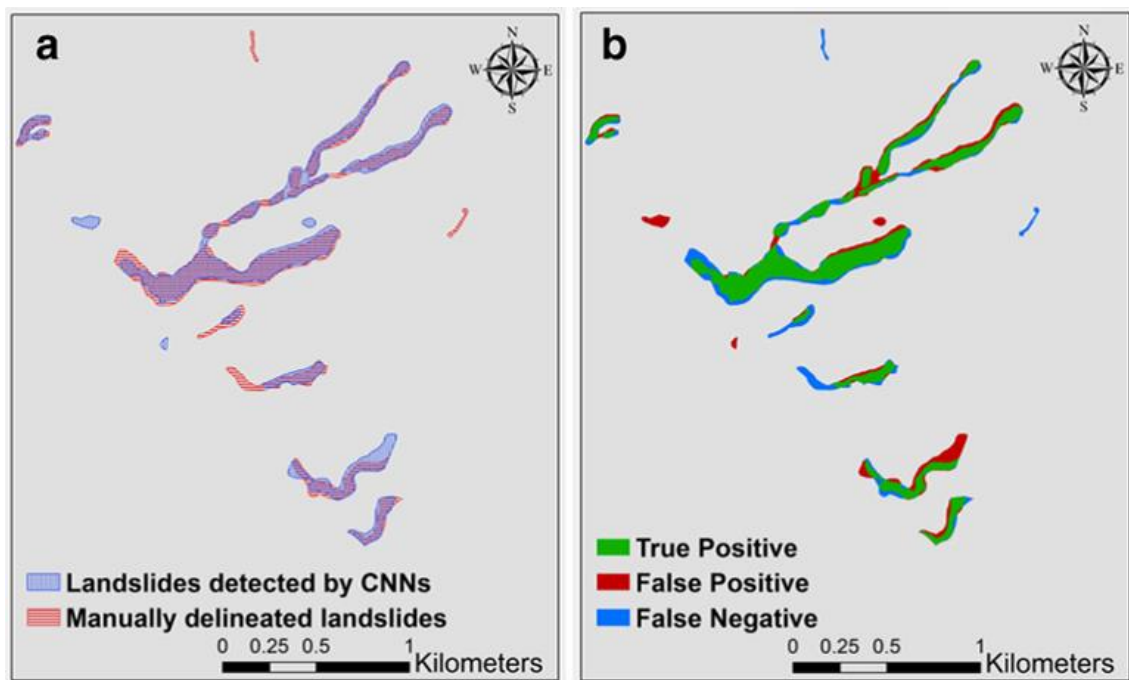 a
N
W E
S
Landslides detected by CNNs
Manually delineated landslides
0 0.25 0.5 1
Kilometers
b
N
W E
S
True Positive
False Positive
False Negative
0 0.25 0.5 1
Kilometers